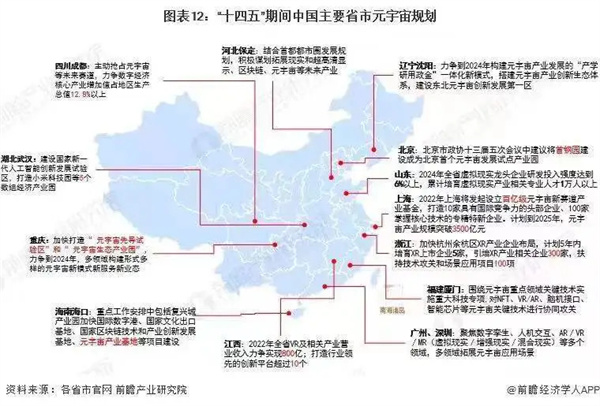 图表12：“十四五”期间中国主要省市元宇宙规划
四川成都：主动抢占元宇宙
等未来赛道，力争数字经济
核心产业增加值占地区生产
总值12.8%以上
河北保定：结合首都都市圈发展规
划，积极谋划拓展现实和超高清显
示、区块链、元宇宙等未来产业
辽宁沈阳：力争到2024年构建元宇宙产业发展的“产学
研用政金”一体化新模式，搭建元宇宙产业创新生态体
系，建设东北元宇宙创新发展第一区
湖北武汉：建设国家新一
代人工智能创新发展试验
区，打造小米科技园等5个
数组经济产业园
北京：北京市政协十三届五次会议中建议将首钢园建
设成为北京首个元宇宙发展试点产业园
山东：2024年全省虚拟现实龙头企业研发投入强度达到
6%以上，累计培育虚拟现实产业相关专业人才1万人以上
上海：2022年上海将发起设立百亿级元宇宙新赛道产
业基金，打造10家具有国际竞争力的头部企业、100家
掌握核心技术的专精特新企业，计划到2025年，元宇
宙产业规模突破3500亿元
重庆：加快打造“元宇宙先导试
验区”和“元宇宙生态产业园”，
力争到2024年，多领域构建形式多
样的元宇宙新模式新服务新业态
浙江：加快杭州余杭区XR产业企业布局，计划5年内
培育XR上市企业5家，引增XR产业相关企业300家，扶
持技术攻关和场景应用项目100项
福建厦门：围绕元宇宙重点领域关键技术实
施重大科技专项，对NFT、VR/AR、脑机接口、
智能芯片等元宇宙关键技术进行协同攻关
南海诸岛
海南海口：重点工作安排中包括复兴城
产业园加快国际数字港、国家文化出口
基地、国家区块链技术和产业创新发展
基地、元宇宙产业基地等项目建设
江西：2022年全省VR及相关产业营
业收入力争实现800亿；打造行业领
先的创新平台超过10个
广州、深圳：聚焦数字孪生、人机交互、AR/VR
/MR（虚拟现实/增强现实/混合现实）等多个
领域，多领域拓展元宇宙应用场景
资料来源：各省市官网 前瞻产业研究院
@前瞻经济学人APP